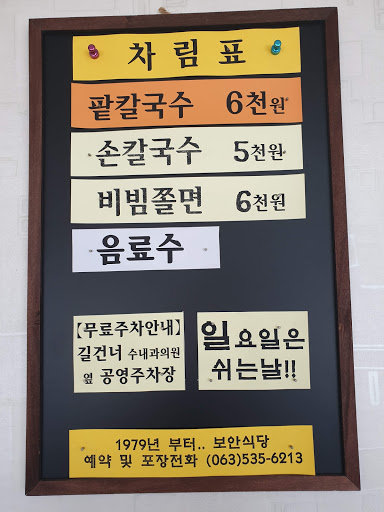 차림표
팥칼국수 6천원
손칼국수 5천원
비빔쫄면 6천원
음료수
【무료주차안내】
길건너 수내과의원
옆 공영주차장
일요일은
쉬는날!!
1979년 부터.. 보안식당
예약 및 포장전화 (063)535-6213